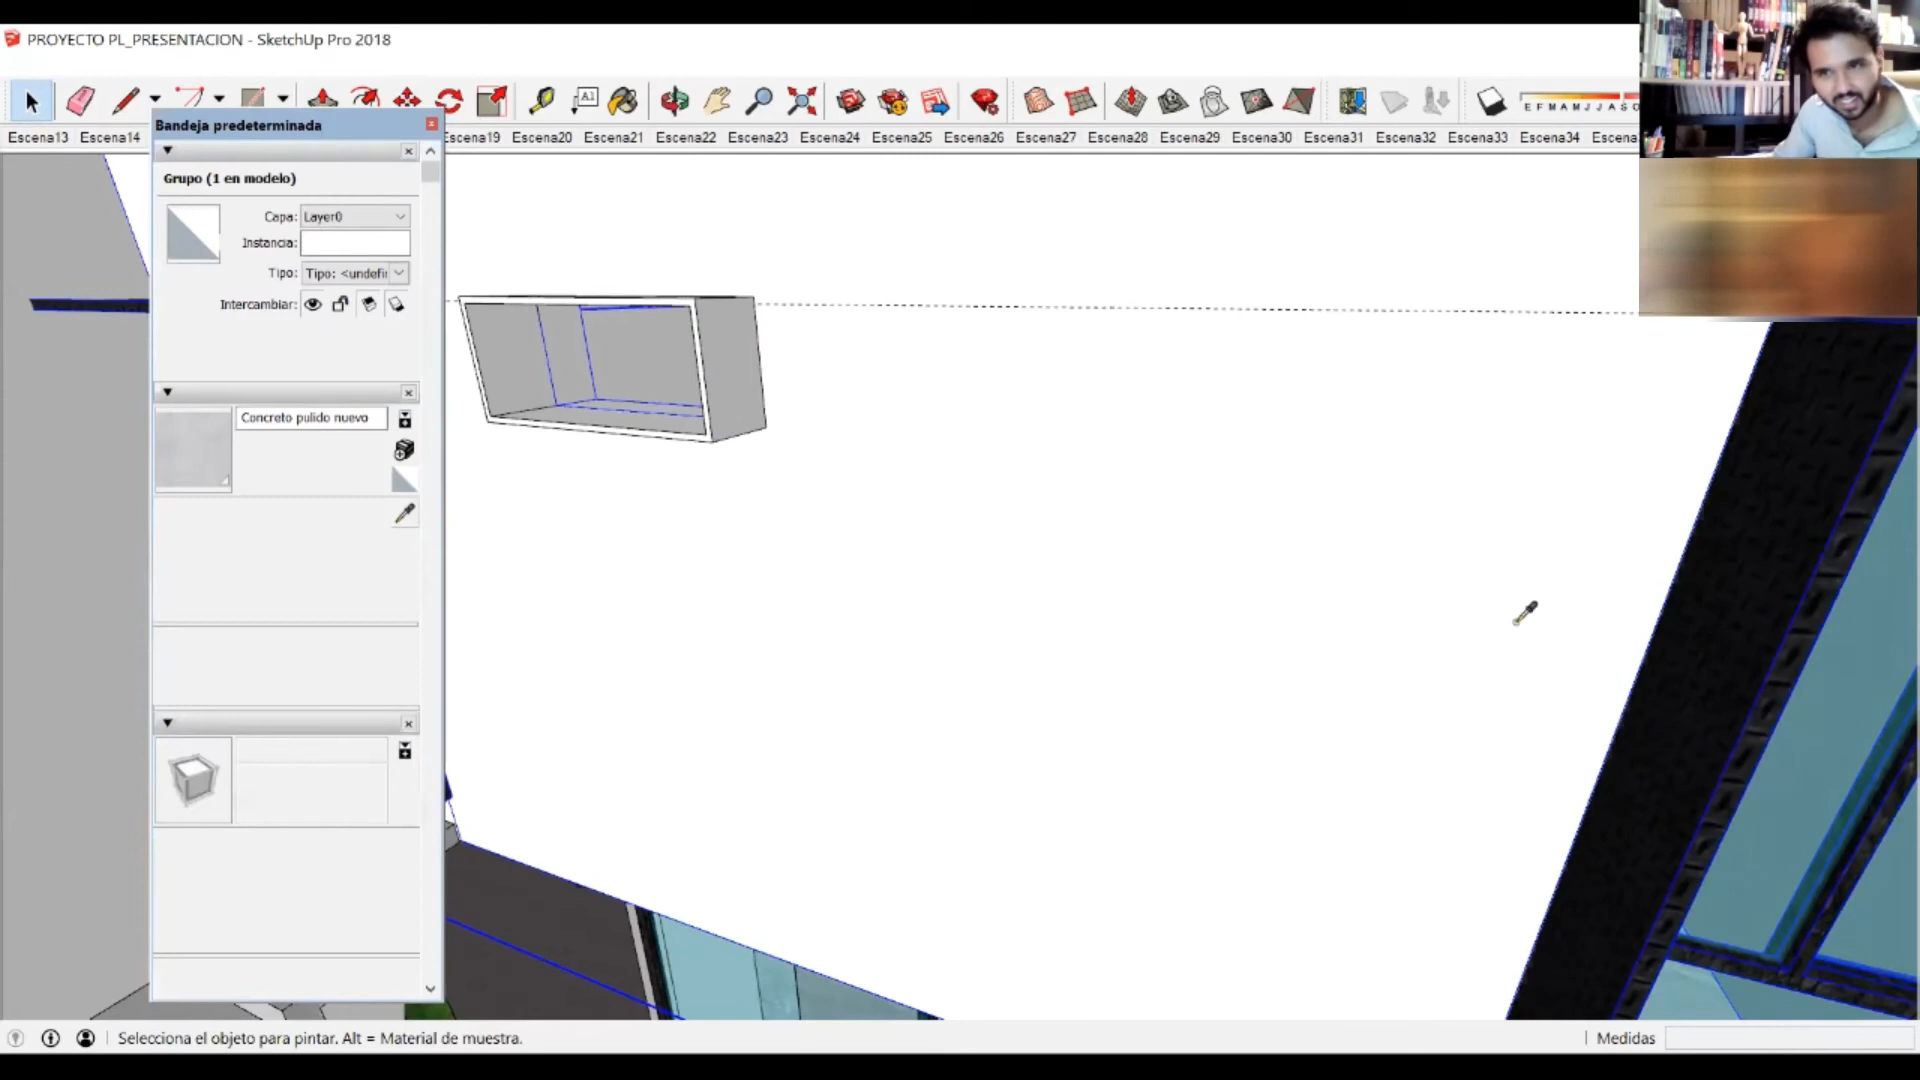 PROYECTO PL_PRESENTACION - SketchUp Pro 2018
A1
E F M A M J J A S O
Escena13 Escena14 Escena19 Escena20 Escena21 Escena22 Escena23 Escena24 Escena25 Escena26 Escena27 Escena28 Escena29 Escena30 Escena31 Escena32 Escena33 Escena34 Escena
Bandeja predeterminada
Grupo (1 en modelo)
Capa: Layer0
Instancia:
Tipo: Tipo: <undefi
Intercambiar:
Concreto pulido nuevo
Selecciona el objeto para pintar. Alt = Material de muestra.
Medidas